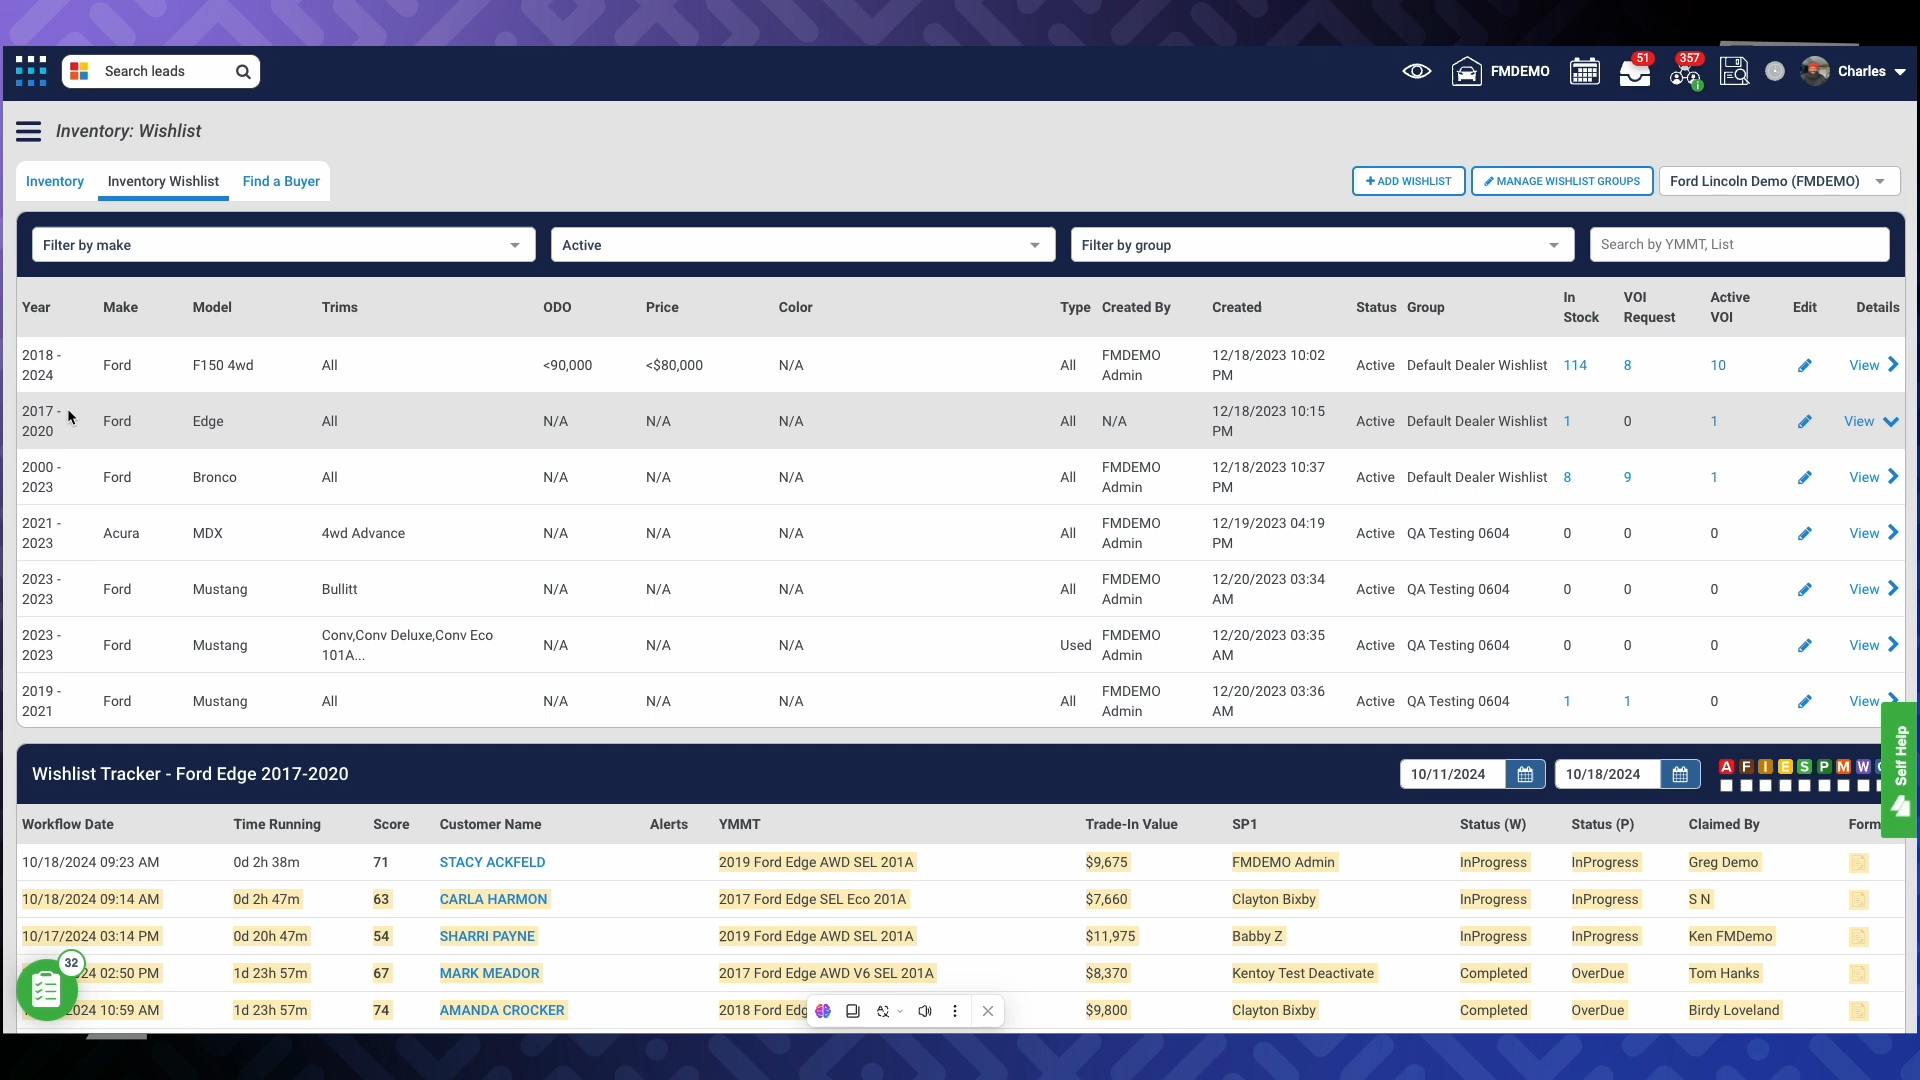 Search leads
FMDEMO
51
357
i
Charles
Inventory: Wishlist
Inventory
Inventory Wishlist
Find a Buyer
+ ADD WISHLIST
MANAGE WISHLIST GROUPS
Ford Lincoln Demo (FMDEMO)
Filter by make
Active
Filter by group
Search by YMMT, List
Year Make Model Trims ODO Price Color Type Created By Created Status Group In Stock VOI Request Active VOI Edit Details
2018 - 2024 Ford F150 4wd All <90,000 <$80,000 N/A All FMDEMO Admin 12/18/2023 10:02 PM Active Default Dealer Wishlist 114 8 10 View
2017 - 2020 Ford Edge All N/A N/A N/A All N/A 12/18/2023 10:15 PM Active Default Dealer Wishlist 1 0 1 View
2000 - 2023 Ford Bronco All N/A N/A N/A All FMDEMO Admin 12/18/2023 10:37 PM Active Default Dealer Wishlist 8 9 1 View
2021 - 2023 Acura MDX 4wd Advance N/A N/A N/A All FMDEMO Admin 12/19/2023 04:19 PM Active QA Testing 0604 0 0 0 View
2023 - 2023 Ford Mustang Bullitt N/A N/A N/A All FMDEMO Admin 12/20/2023 03:34 AM Active QA Testing 0604 0 0 0 View
2023 - 2023 Ford Mustang Conv,Conv Deluxe,Conv Eco 101A... N/A N/A N/A Used FMDEMO Admin 12/20/2023 03:35 AM Active QA Testing 0604 0 0 0 View
2019 - 2021 Ford Mustang All N/A N/A N/A All FMDEMO Admin 12/20/2023 03:36 AM Active QA Testing 0604 1 1 0 View
Self Help
Wishlist Tracker - Ford Edge 2017-2020
10/11/2024
10/18/2024
A F I E S P M W
Workflow Date Time Running Score Customer Name Alerts YMMT Trade-In Value SP1 Status (W) Status (P) Claimed By Form
10/18/2024 09:23 AM 0d 2h 38m 71 STACY ACKFELD 2019 Ford Edge AWD SEL 201A $9,675 FMDEMO Admin InProgress InProgress Greg Demo
10/18/2024 09:14 AM 0d 2h 47m 63 CARLA HARMON 2017 Ford Edge SEL Eco 201A $7,660 Clayton Bixby InProgress InProgress S N
10/17/2024 03:14 PM 0d 20h 47m 54 SHARRI PAYNE 2019 Ford Edge AWD SEL 201A $11,975 Babby Z InProgress InProgress Ken FMDemo
32
24 02:50 PM 1d 23h 57m 67 MARK MEADOR 2017 Ford Edge AWD V6 SEL 201A $8,370 Kentoy Test Deactivate Completed OverDue Tom Hanks
2024 10:59 AM 1d 23h 57m 74 AMANDA CROCKER 2018 Ford Edg $9,800 Clayton Bixby Completed OverDue Birdy Loveland